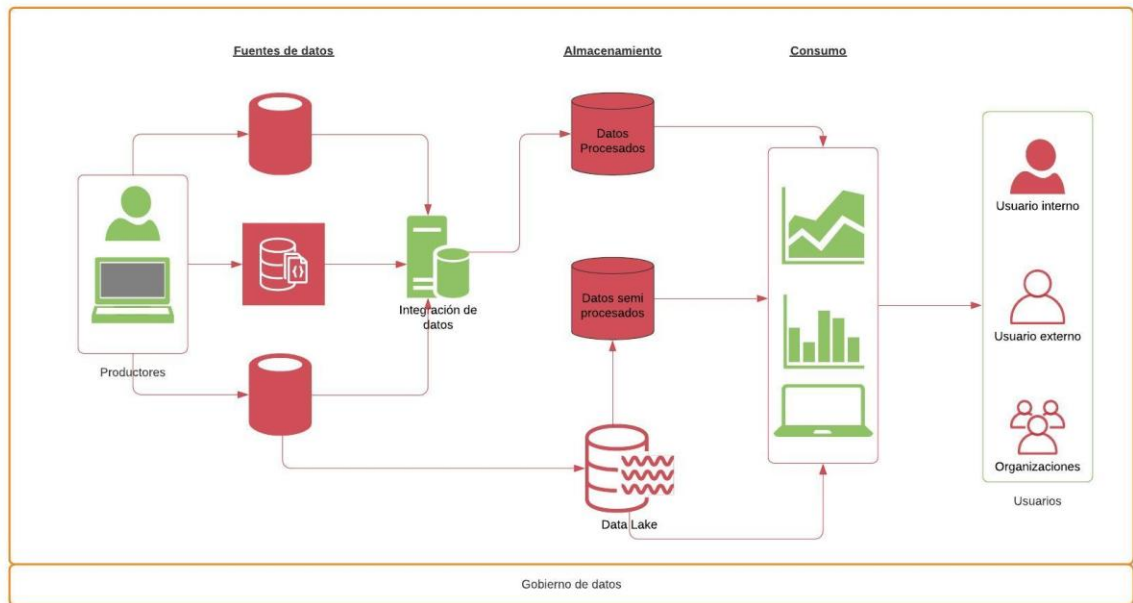 Fuentes de datos
Almacenamiento
Consumo
Datos
Procesados
Usuario interno
Integración de
datos
Datos semi
procesados
Usuario externo
Productores
Organizaciones
Data Lake
Usuarios
Gobierno de datos